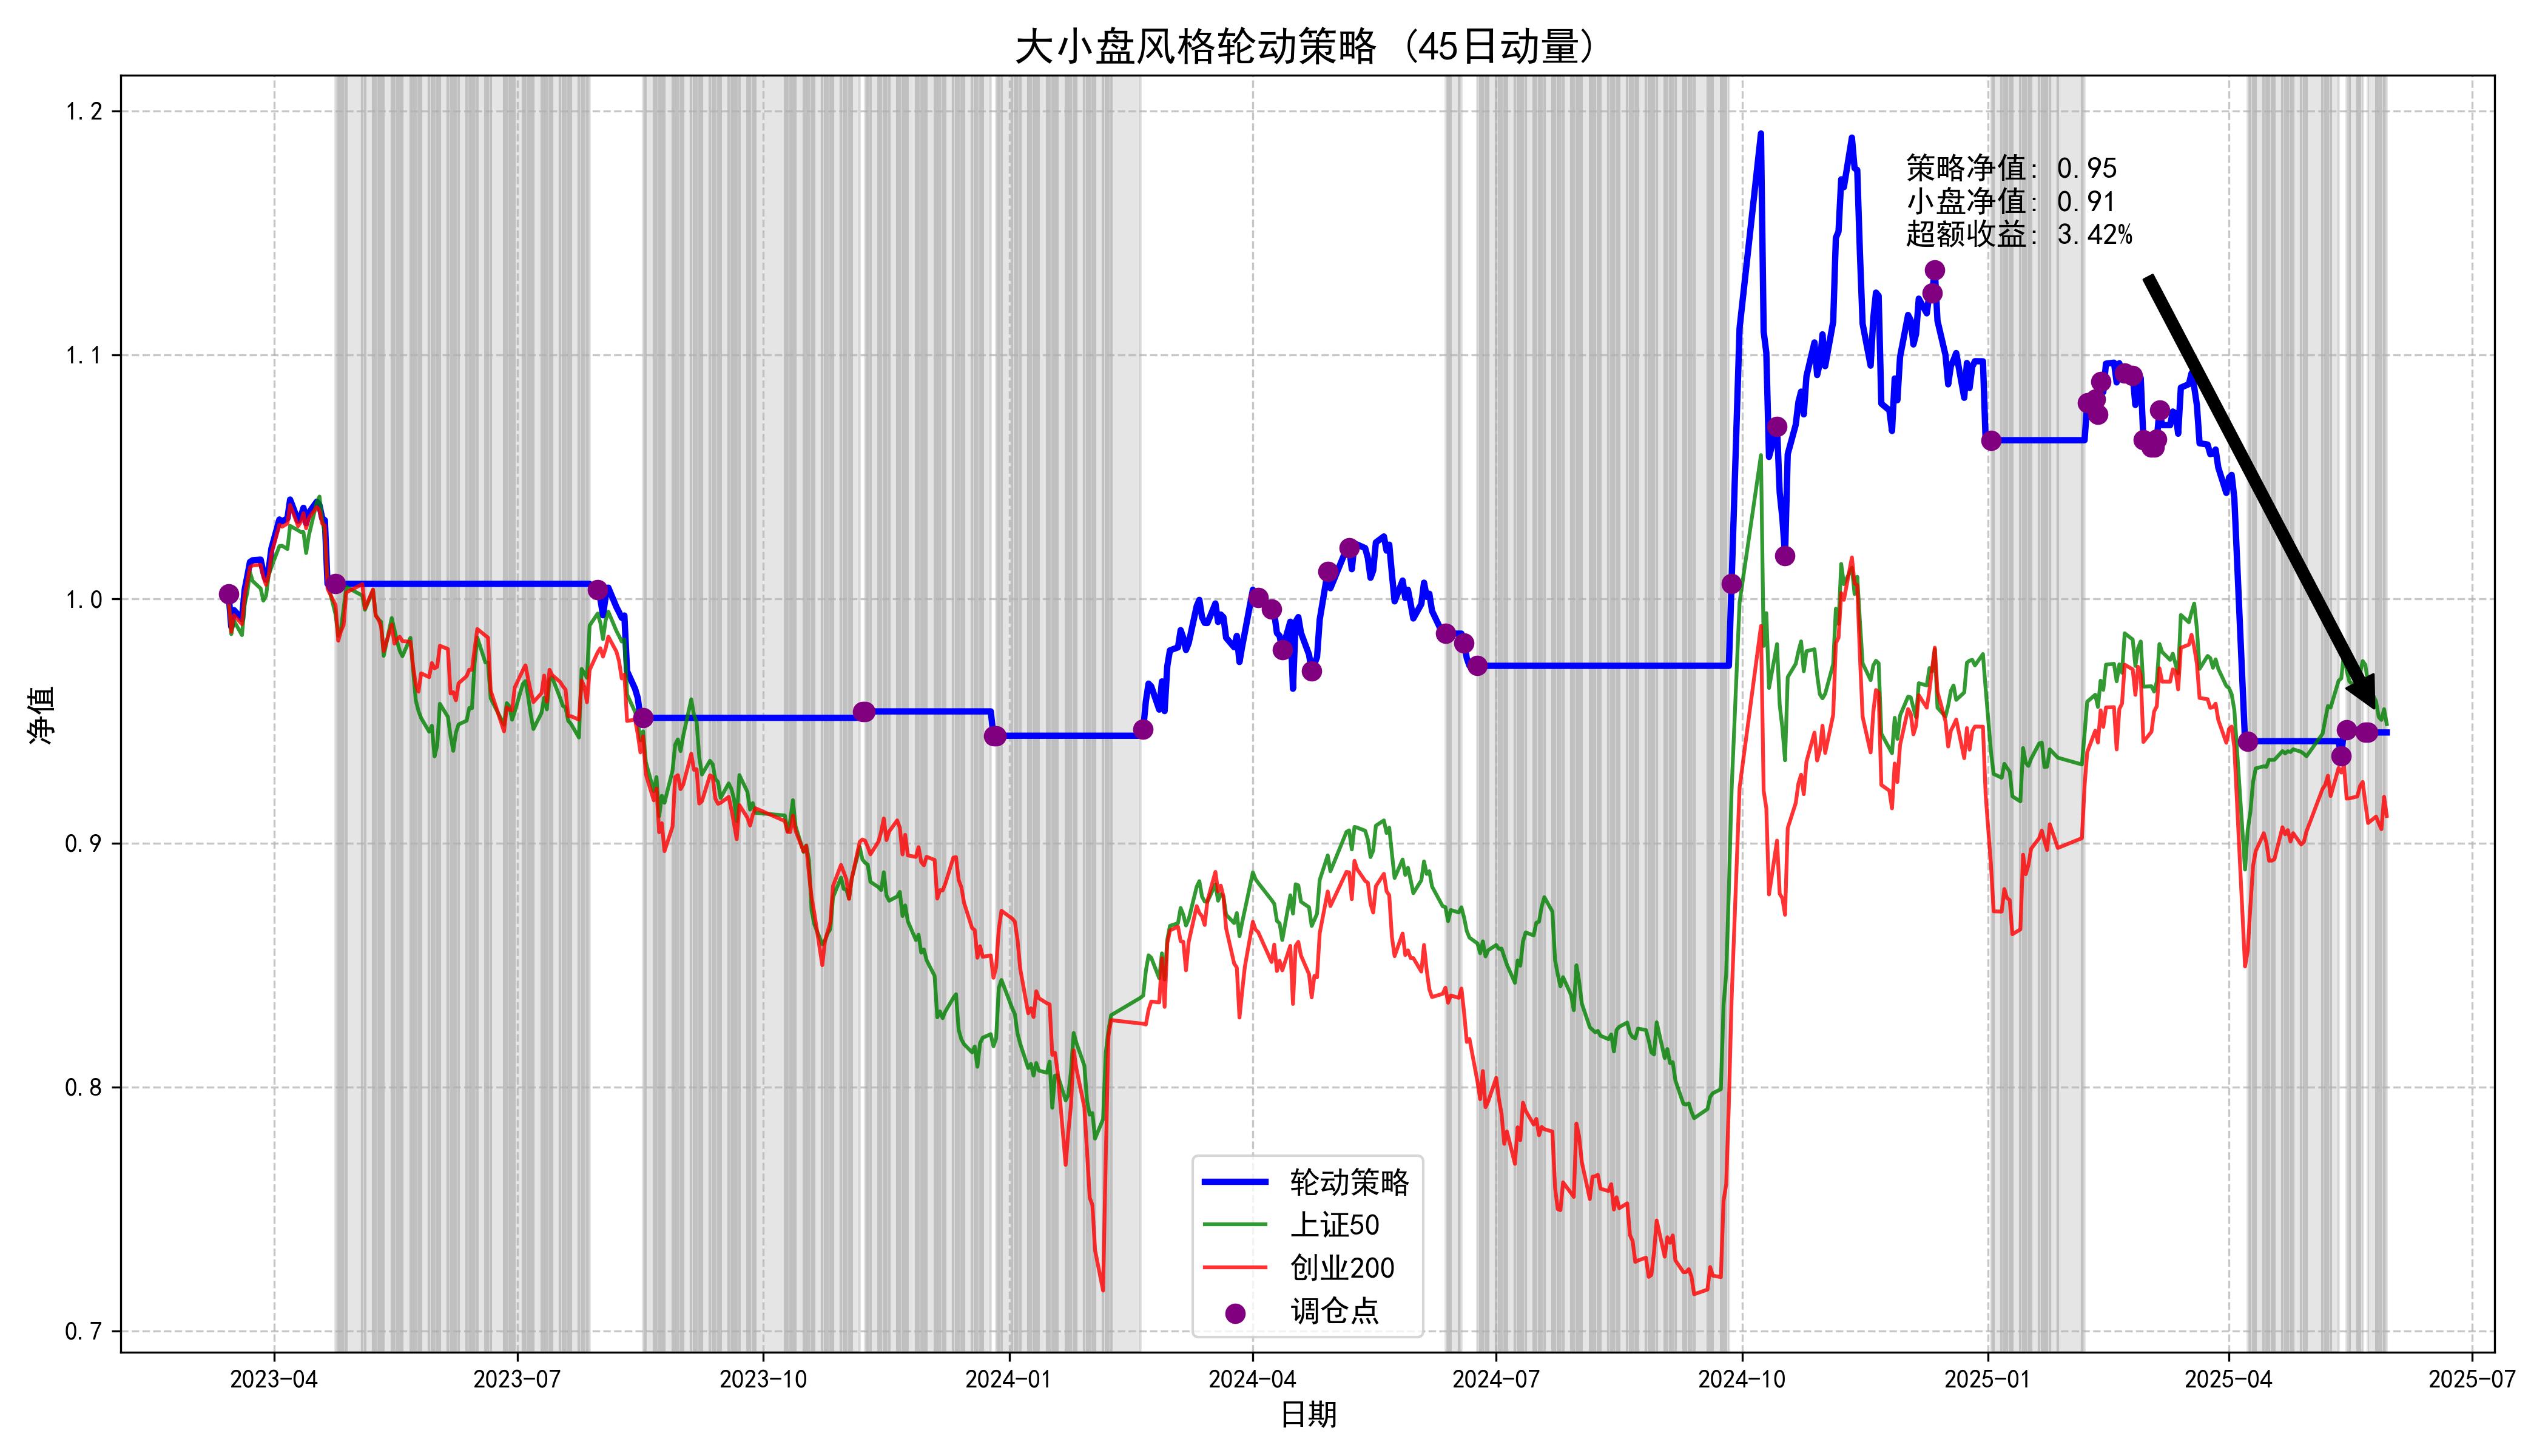 大小盘风格轮动策略 (45日动量)
净值
1.2
1.1
1.0
0.9
0.8
0.7
策略净值: 0.95
小盘净值: 0.91
超额收益: 3.42%
轮动策略
上证50
创业200
调仓点
2023-04
2023-07
2023-10
2024-01
2024-04
2024-07
2024-10
2025-01
2025-04
2025-07
日期